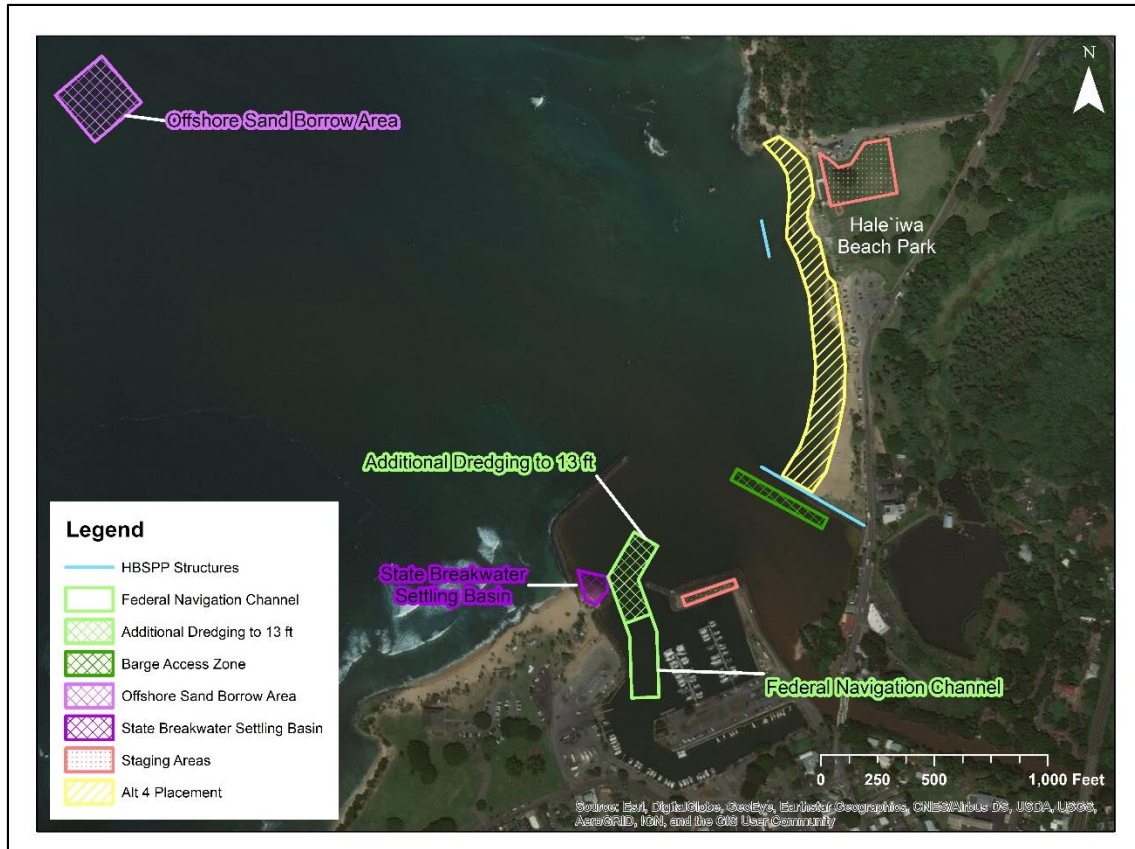 N
Offshore Sand Borrow Area
Hale`iwa
Beach Park
Additional Dredging to 13 ft
State Breakwater
Settling Basin
Federal Navigation Channel
Legend
HBSPP Structures
Federal Navigation Channel
Additional Dredging to 13 ft
Barge Access Zone
Offshore Sand Borrow Area
State Breakwater Settling Basin
Staging Areas
Alt 4 Placement
0 250 500 1,000 Feet
Source: Esri, DigitalGlobe, GeoEye, Earthstar Geographics, CNES/Airbus DS, USDA, USGS,
AeroGRID, IGN, and the GIS User Community